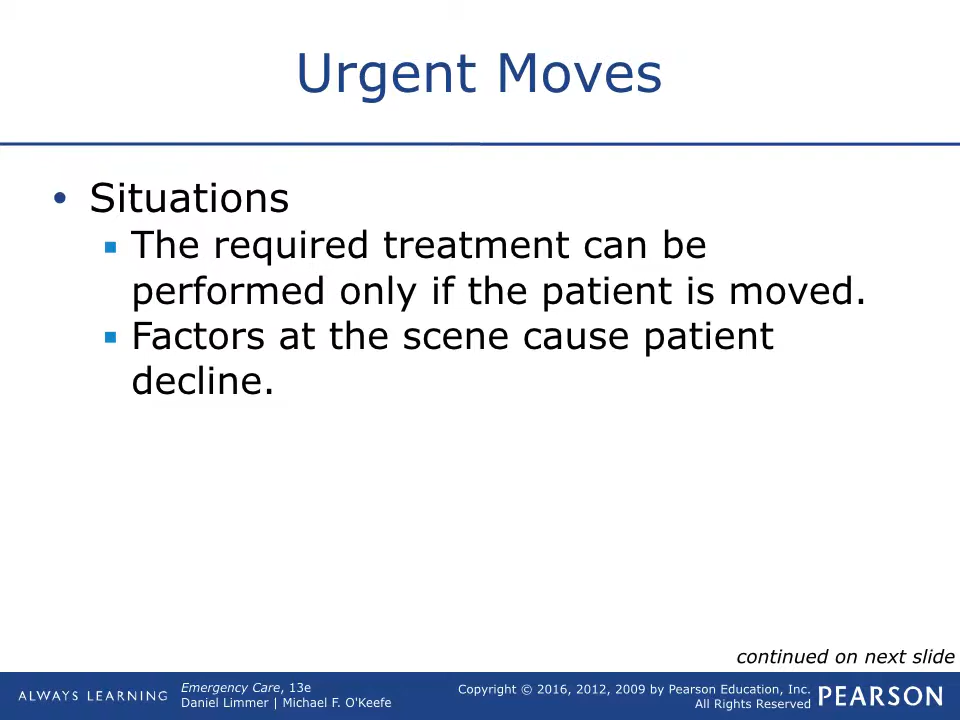 Urgent Moves
• Situations
▪ The required treatment can be
performed only if the patient is moved.
▪ Factors at the scene cause patient
decline.
continued on next slide
ALWAYS LEARNING
Emergency Care, 13e
Daniel Limmer | Michael F. O'Keefe
Copyright © 2016, 2012, 2009 by Pearson Education, Inc.
All Rights Reserved
PEARSON